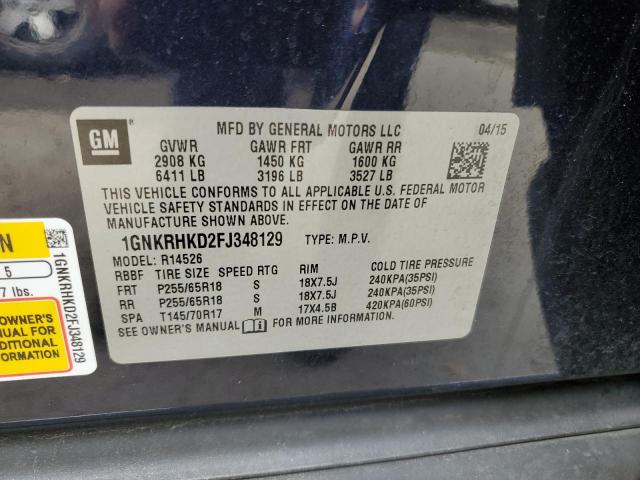 GM
MFD BY GENERAL MOTORS LLC 04/15
GVWR GAWR FRT GAWR RR
2908 KG 1450 KG 1600 KG
6411 LB 3196 LB 3527 LB
THIS VEHICLE CONFORMS TO ALL APPLICABLE U.S. FEDERAL MOTOR
VEHICLE SAFETY STANDARDS IN EFFECT ON THE DATE OF
MANUFACTURE SHOWN ABOVE.
1GNKRHKD2FJ348129 TYPE: M.P.V.
MODEL: R14526
RBBF TIRE SIZE SPEED RTG RIM COLD TIRE PRESSURE
FRT P255/65R18 S 18X7.5J 240KPA(35PSI)
RR P255/65R18 S 18X7.5J 240KPA(35PSI)
SPA T145/70R17 M 17X4.5B 420KPA(60PSI)
SEE OWNER'S MANUAL FOR MORE INFORMATION.
5
lbs.
OWNER'S
MANUAL FOR
ADDITIONAL
INFORMATION
1GNKRHKD2FJ348129